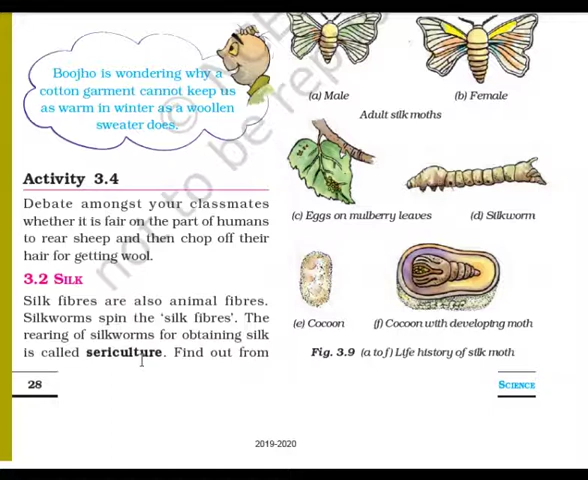 Boojho is wondering why a
cotton garment cannot keep us
as warm in winter as a woollen
sweater does.
Activity 3.4
Debate amongst your classmates
whether it is fair on the part of humans
to rear sheep and then chop off their
hair for getting wool.
3.2 SILK
Silk fibres are also animal fibres.
Silkworms spin the ‘silk fibres’. The
rearing of silkworms for obtaining silk
is called sericulture. Find out from
(a) Male
(b) Female
Adult silk moths
(c) Eggs on mulberry leaves
(d) Silkworm
(e) Cocoon
(f) Cocoon with developing moth
Fig. 3.9 (a to f) Life history of silk moth
28
SCIENCE
2019-2020
not to be